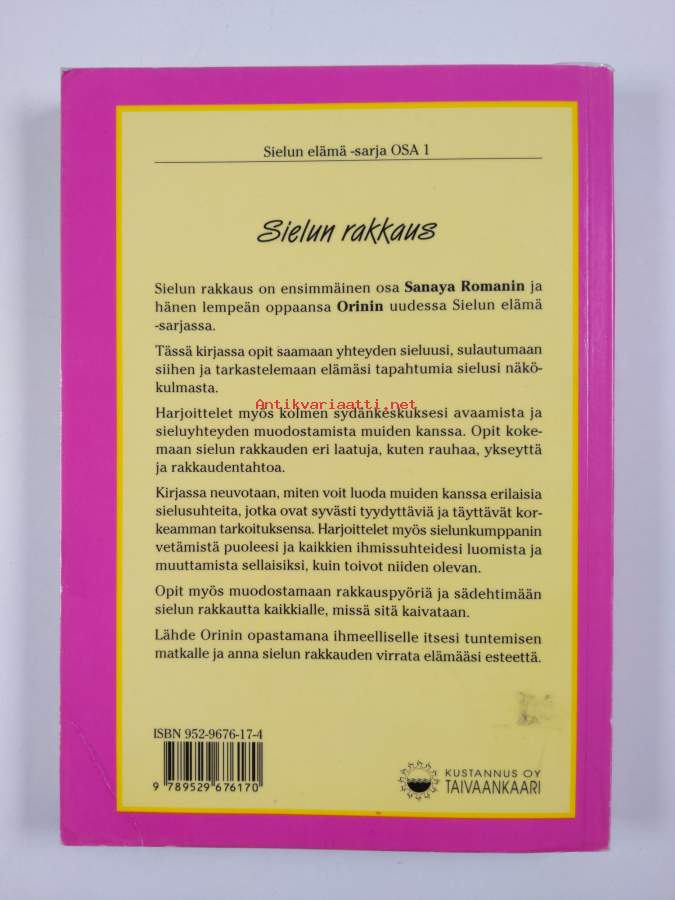 Sielun elämä -sarja OSA 1
Sielun rakkaus
Sielun rakkaus on ensimmäinen osa Sanaya Romanin ja
hänen lempeän oppaansa Orinin uudessa Sielun elämä
-sarjassa.
Tässä kirjassa opit saamaan yhteyden sieluusi, sulautumaan
siihen ja tarkastelemaan elämäsi tapahtumia sielusi näkö-
kulmasta.
Antikvariaatti.net
Harjoittelet myös kolmen sydänkeskuksesi avaamista ja
sieluyhteyden muodostamista muiden kanssa. Opit koke-
maan sielun rakkauden eri laatuja, kuten rauhaa, ykseyttä
ja rakkaudentahtoa.
Kirjassa neuvotaan, miten voit luoda muiden kanssa erilaisia
sielusuhteita, jotka ovat syvästi tyydyttäviä ja täyttävät kor-
keamman tarkoituksensa. Harjoittelet myös sielunkumppanin
vetämistä puoleesi ja kaikkien ihmissuhteidesi luomista ja
muuttamista sellaisiksi, kuin toivot niiden olevan.
Opit myös muodostamaan rakkauspyöriä ja sädehtimään
sielun rakkautta kaikkialle, missä sitä kaivataan.
Lähde Orinin opastamana ihmeelliselle itsesi tuntemisen
matkalle ja anna sielun rakkauden virrata elämääsi esteettä.
ISBN 952-9676-17-4
9 789529 676170
KUSTANNUS OY
TAIVAANKAARI